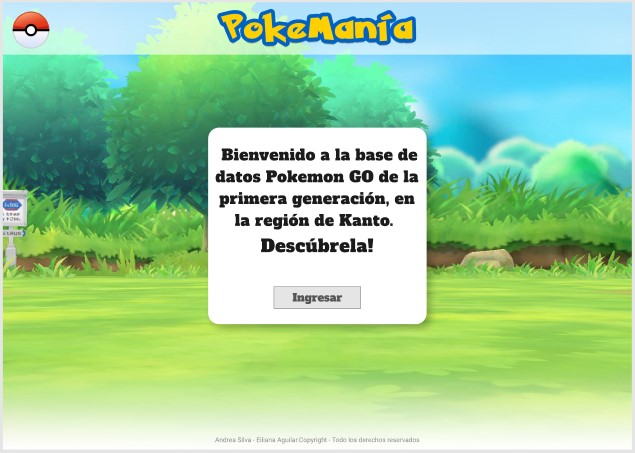 PokeManía
Bienvenido a la base de
datos Pokemon GO de la
primera generación, en
la región de Kanto.
Descúbrela!
Ingresar
Andrea Silva - Eiliana Aguilar Copyright - Todo los derechos reservados